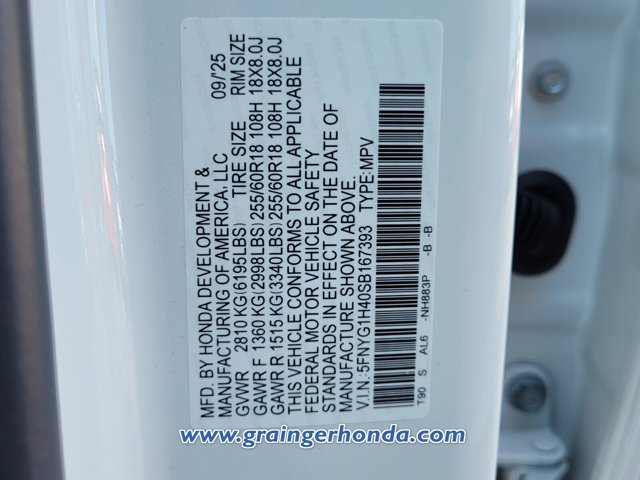 MFD. BY HONDA DEVELOPMENT &
MANUFACTURING OF AMERICA, LLC 09/'25
GVWR 2810 KG(6195LBS) TIRE SIZE RIM SIZE
GAWR F 1360 KG(2998LBS) 255/60R18 108H 18X8.0J
GAWR R 1515 KG(3340LBS) 255/60R18 108H 18X8.0J
THIS VEHICLE CONFORMS TO ALL APPLICABLE
FEDERAL MOTOR VEHICLE SAFETY
STANDARDS IN EFFECT ON THE DATE OF
MANUFACTURE SHOWN ABOVE.
V.I.N.:5FNYG1H40SB167393 TYPE:MPV
T90 S AL6 -NH883P -B -B
www.graingerhonda.com